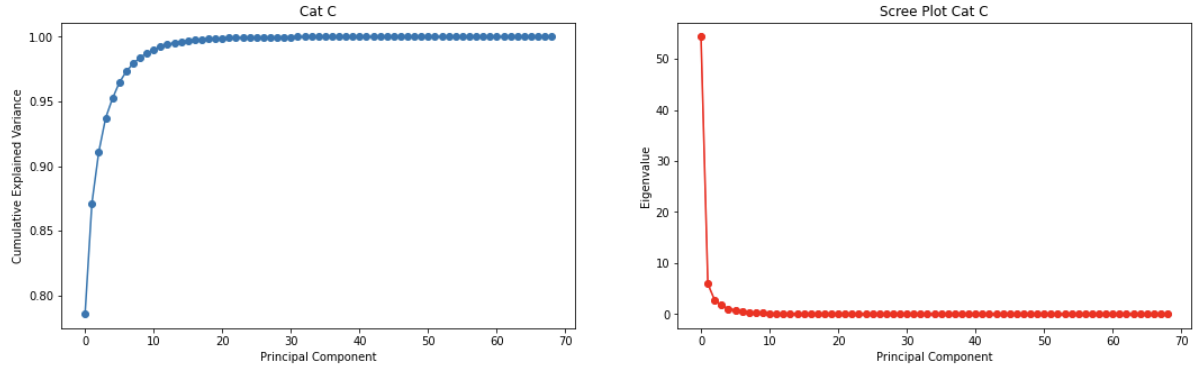 Cat C
Cumulative Explained Variance
1.00
0.95
0.90
0.85
0.80
0 10 20 30 40 50 60 70
Principal Component
Scree Plot Cat C
Eigenvalue
50
40
30
20
10
0
0 10 20 30 40 50 60 70
Principal Component